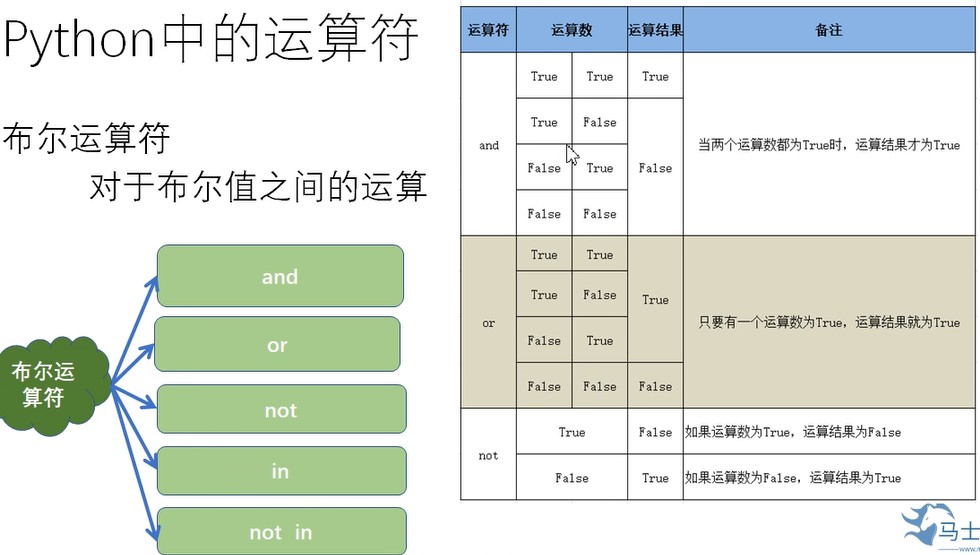 Python中的运算符
布尔运算符
对于布尔值之间的运算
布尔运
算符
and
or
not
in
not in
运算符 运算数 运算结果 备注
and
True True True
True False
False True False
False False
当两个运算数都为True时，运算结果才为True
or
True True
True False True
False True
False False False
只要有一个运算数为True，运算结果就为True
not
True False 如果运算数为True，运算结果为False
False True 如果运算数为False，运算结果为True
马士